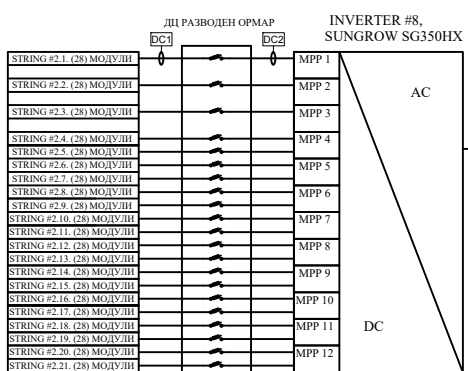 ДЦ РАЗВОДЕН ОРМАР
INVERTER #8,
SUNGROW SG350HX
DC1
DC2
STRING #2.1. (28) МОДУЛИ
MPP 1
STRING #2.2. (28) МОДУЛИ
MPP 2
AC
STRING #2.3. (28) МОДУЛИ
MPP 3
STRING #2.4. (28) МОДУЛИ
MPP 4
STRING #2.5. (28) МОДУЛИ
STRING #2.6. (28) МОДУЛИ
MPP 5
STRING #2.7. (28) МОДУЛИ
STRING #2.8. (28) МОДУЛИ
MPP 6
STRING #2.9. (28) МОДУЛИ
STRING #2.10. (28) МОДУЛИ
MPP 7
STRING #2.11. (28) МОДУЛИ
STRING #2.12. (28) МОДУЛИ
MPP 8
STRING #2.13. (28) МОДУЛИ
STRING #2.14. (28) МОДУЛИ
MPP 9
STRING #2.15. (28) МОДУЛИ
STRING #2.16. (28) МОДУЛИ
MPP 10
STRING #2.17. (28) МОДУЛИ
STRING #2.18. (28) МОДУЛИ
MPP 11
DC
STRING #2.19. (28) МОДУЛИ
STRING #2.20. (28) МОДУЛИ
MPP 12
STRING #2.21. (28) МОДУЛИ